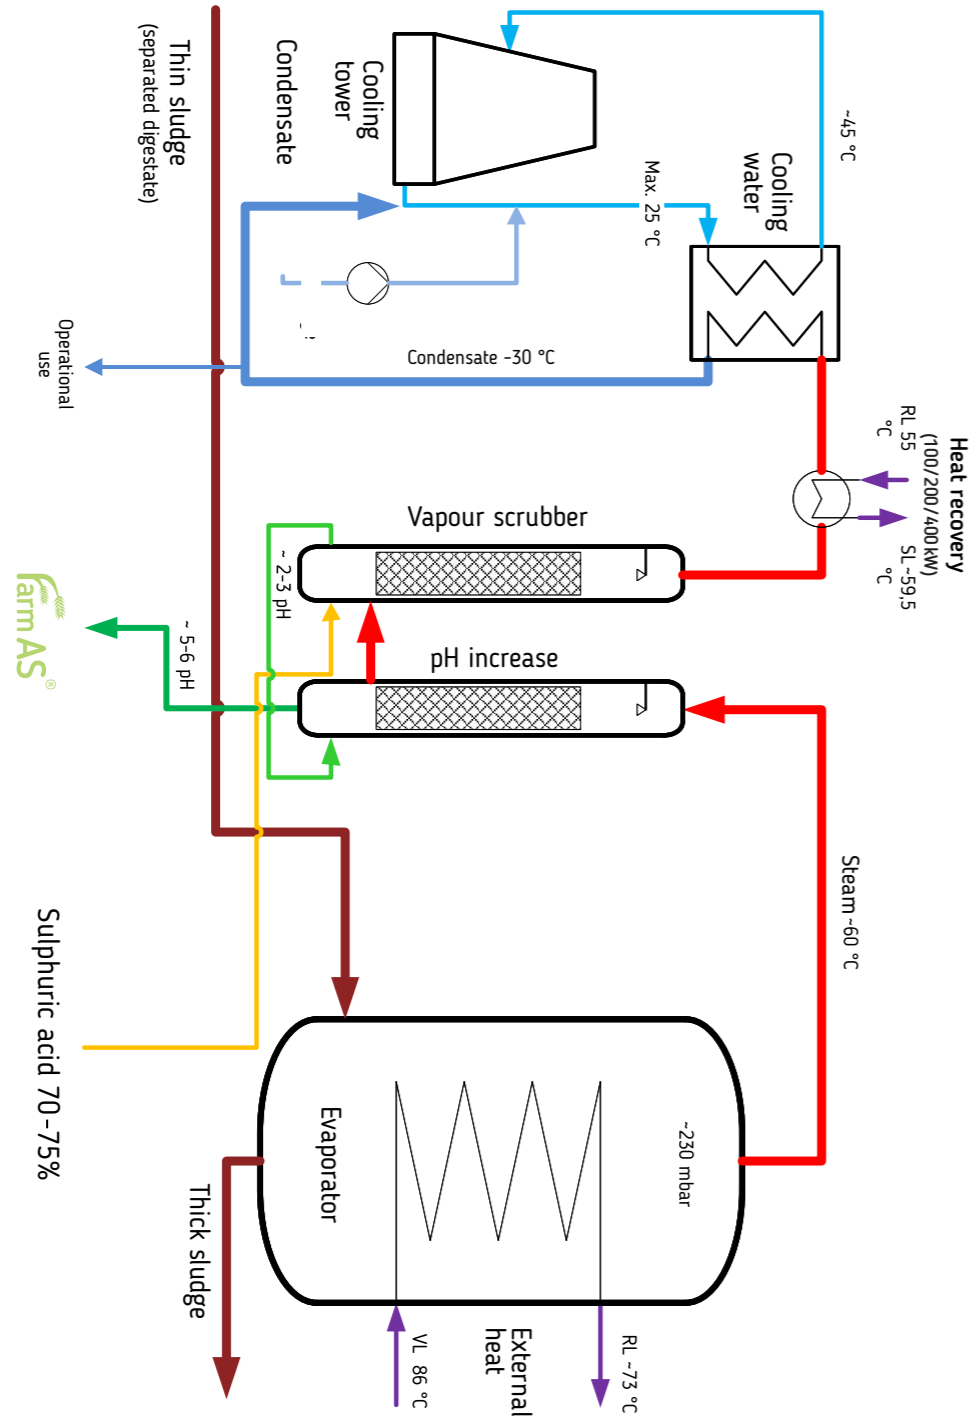 ~45 °C
Cooling
water
Max. 25 °C
Cooling
tower
Condensate
Thin sludge
(separated digestate)
Condensate ~30 °C
Operational
use
Heat recovery
(100/200/400 kW)
RL 55
°C
SL ~59,5
°C
Vapour scrubber
~ 2-3 pH
pH increase
~ 5-6 pH
FarmAS®
Steam ~60 °C
Sulphuric acid 70-75%
~230 mbar
Evaporator
Thick sludge
External
heat
VL 86 °C
RL ~73 °C